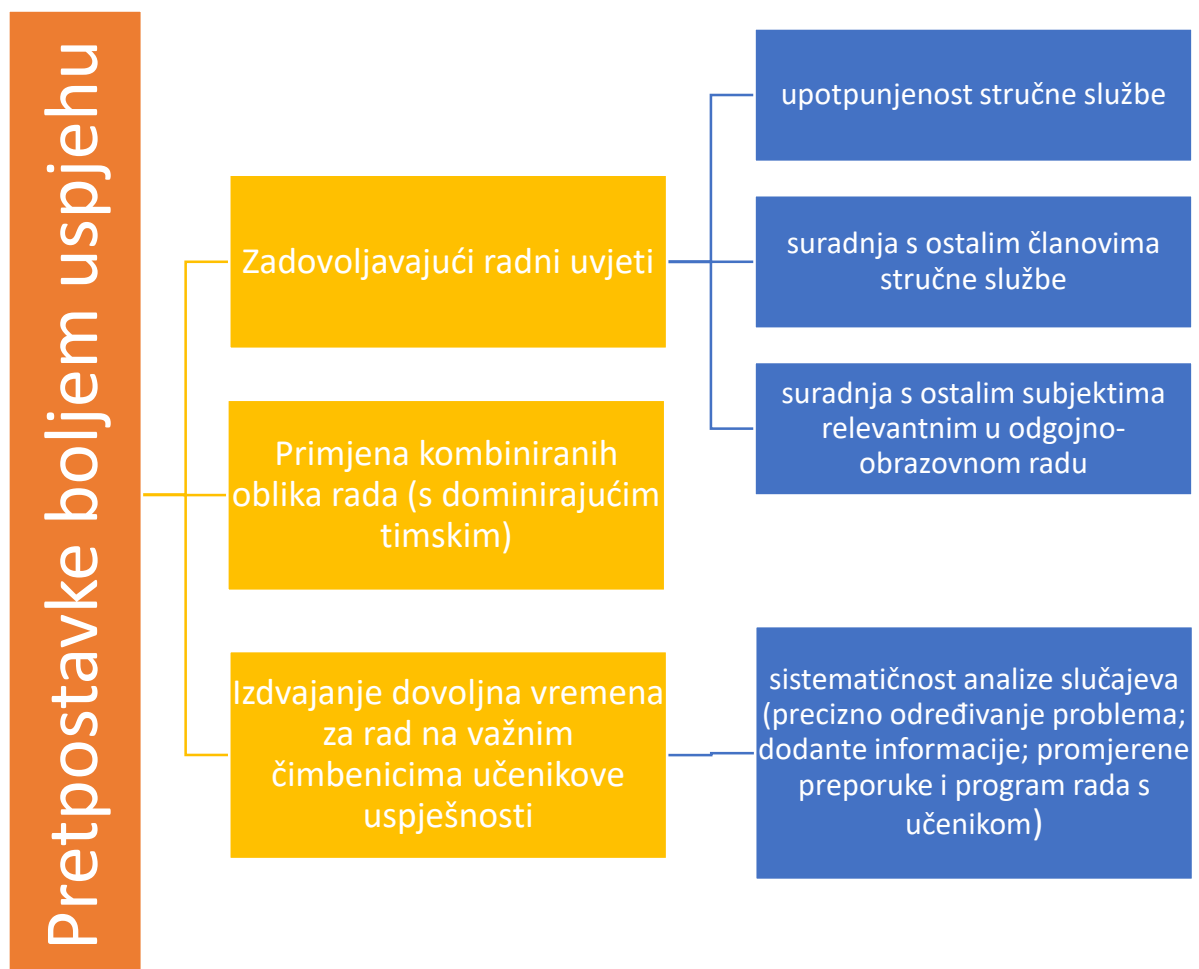 Pretpostavke boljem uspjehu
Zadovoljavajući radni uvjeti
upotpunjenost stručne službe
suradnja s ostalim članovima
stručne službe
suradnja s ostalim subjektima
relevantnim u odgojno-
obrazovnom radu
Primjena kombiniranih
oblika rada (s dominirajućim
timskim)
Izdvajanje dovoljna vremena
za rad na važnim
čimbenicima učenikove
uspješnosti
sistematičnost analize slučajeva
(precizno određivanje problema;
dodante informacije; promjerene
preporuke i program rada s
učenikom)